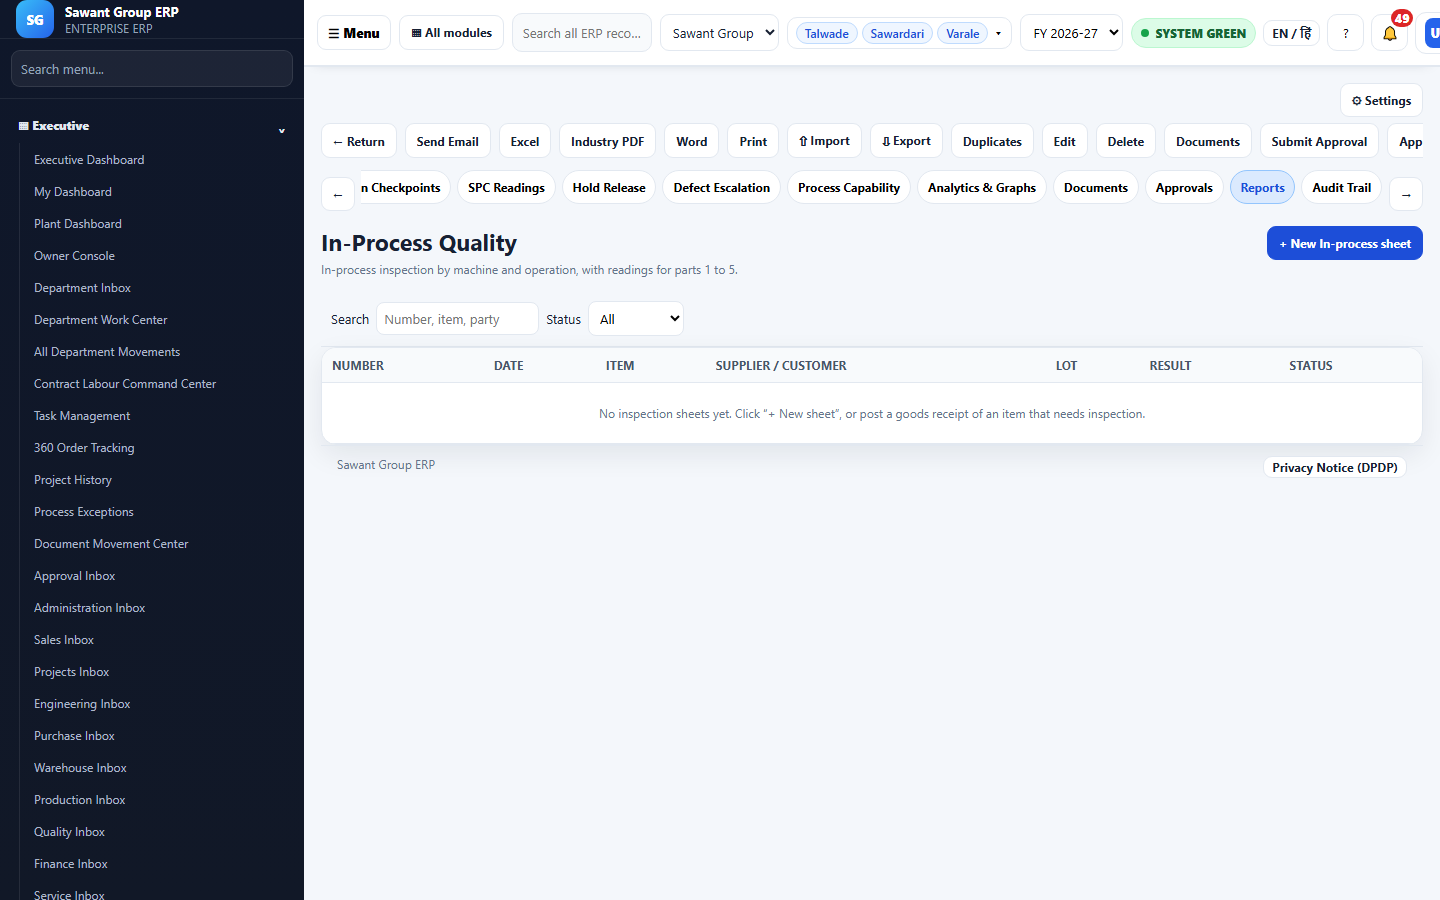 SG
Sawant Group ERP
ENTERPRISE ERP
☰ Menu
All modules
Search all ERP reco...
Sawant Group
Talwade
Sawardari
Varale
FY 2026-27
SYSTEM GREEN
EN / हिं
?
49
U
Search menu...
⚙ Settings
Executive
← Return
Send Email
Excel
Industry PDF
Word
Print
⇧ Import
⇩ Export
Duplicates
Edit
Delete
Documents
Submit Approval
App
←
n Checkpoints
SPC Readings
Hold Release
Defect Escalation
Process Capability
Analytics & Graphs
Documents
Approvals
Reports
Audit Trail
→
Executive Dashboard
My Dashboard
Plant Dashboard
Owner Console
Department Inbox
Department Work Center
All Department Movements
Contract Labour Command Center
Task Management
360 Order Tracking
Project History
Process Exceptions
Document Movement Center
Approval Inbox
Administration Inbox
Sales Inbox
Projects Inbox
Engineering Inbox
Purchase Inbox
Warehouse Inbox
Production Inbox
Quality Inbox
Finance Inbox
Service Inbox
In-Process Quality
+ New In-process sheet
In-process inspection by machine and operation, with readings for parts 1 to 5.
Search
Number, item, party
Status
All
NUMBER DATE ITEM SUPPLIER / CUSTOMER LOT RESULT STATUS
No inspection sheets yet. Click "+ New sheet", or post a goods receipt of an item that needs inspection.
Sawant Group ERP
Privacy Notice (DPDP)